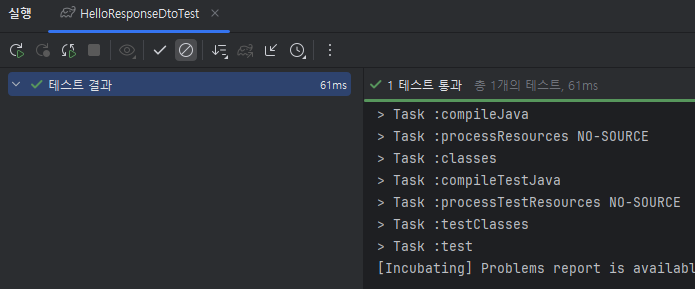 실행
HelloResponseDtoTest
테스트 결과
61ms
1 테스트 통과 총 1개의 테스트, 61ms
> Task :compileJava
> Task :processResources NO-SOURCE
> Task :classes
> Task :compileTestJava
> Task :processTestResources NO-SOURCE
> Task :testClasses
> Task :test
[Incubating] Problems report is availabl